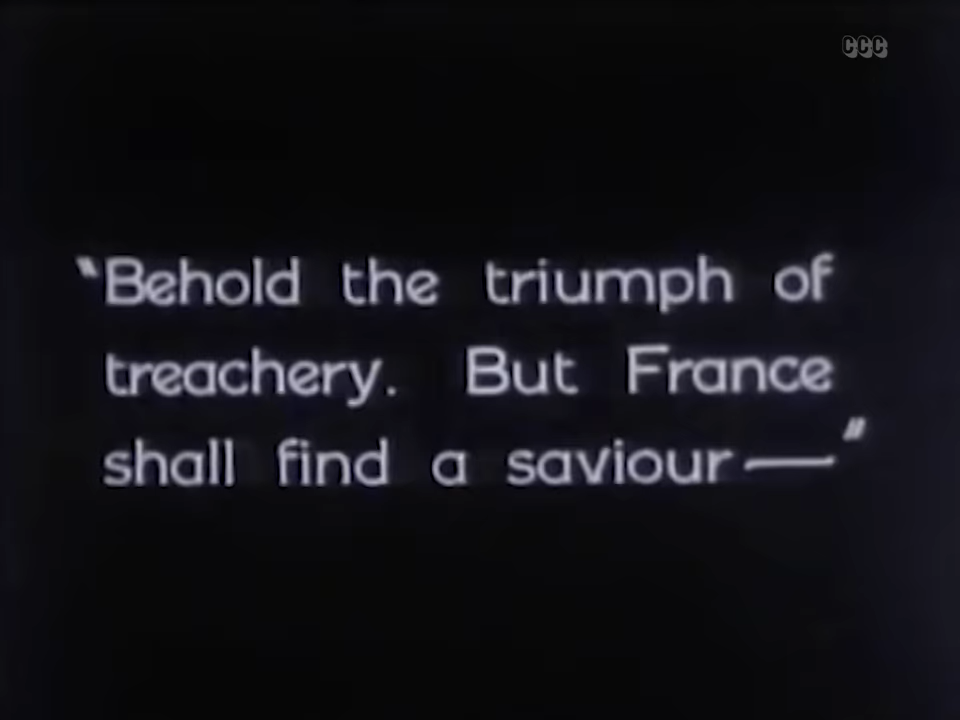 CCC
"Behold the triumph of
treachery. But France
shall find a saviour—"